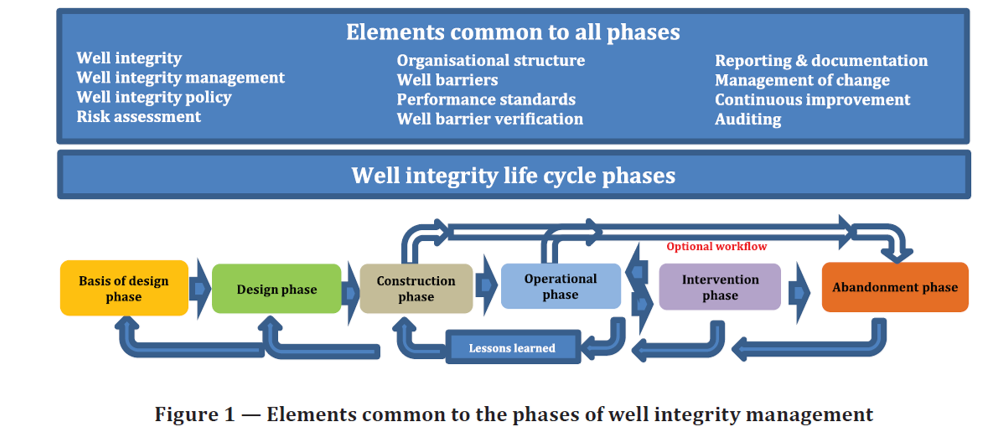 Elements common to all phases
Well integrity
Well integrity management
Well integrity policy
Risk assessment
Organisational structure
Well barriers
Performance standards
Well barrier verification
Reporting & documentation
Management of change
Continuous improvement
Auditing
Well integrity life cycle phases
Optional workflow
Basis of design
phase
Design phase
Construction
phase
Operational
phase
Intervention
phase
Abandonment phase
Lessons learned
Figure 1 — Elements common to the phases of well integrity management